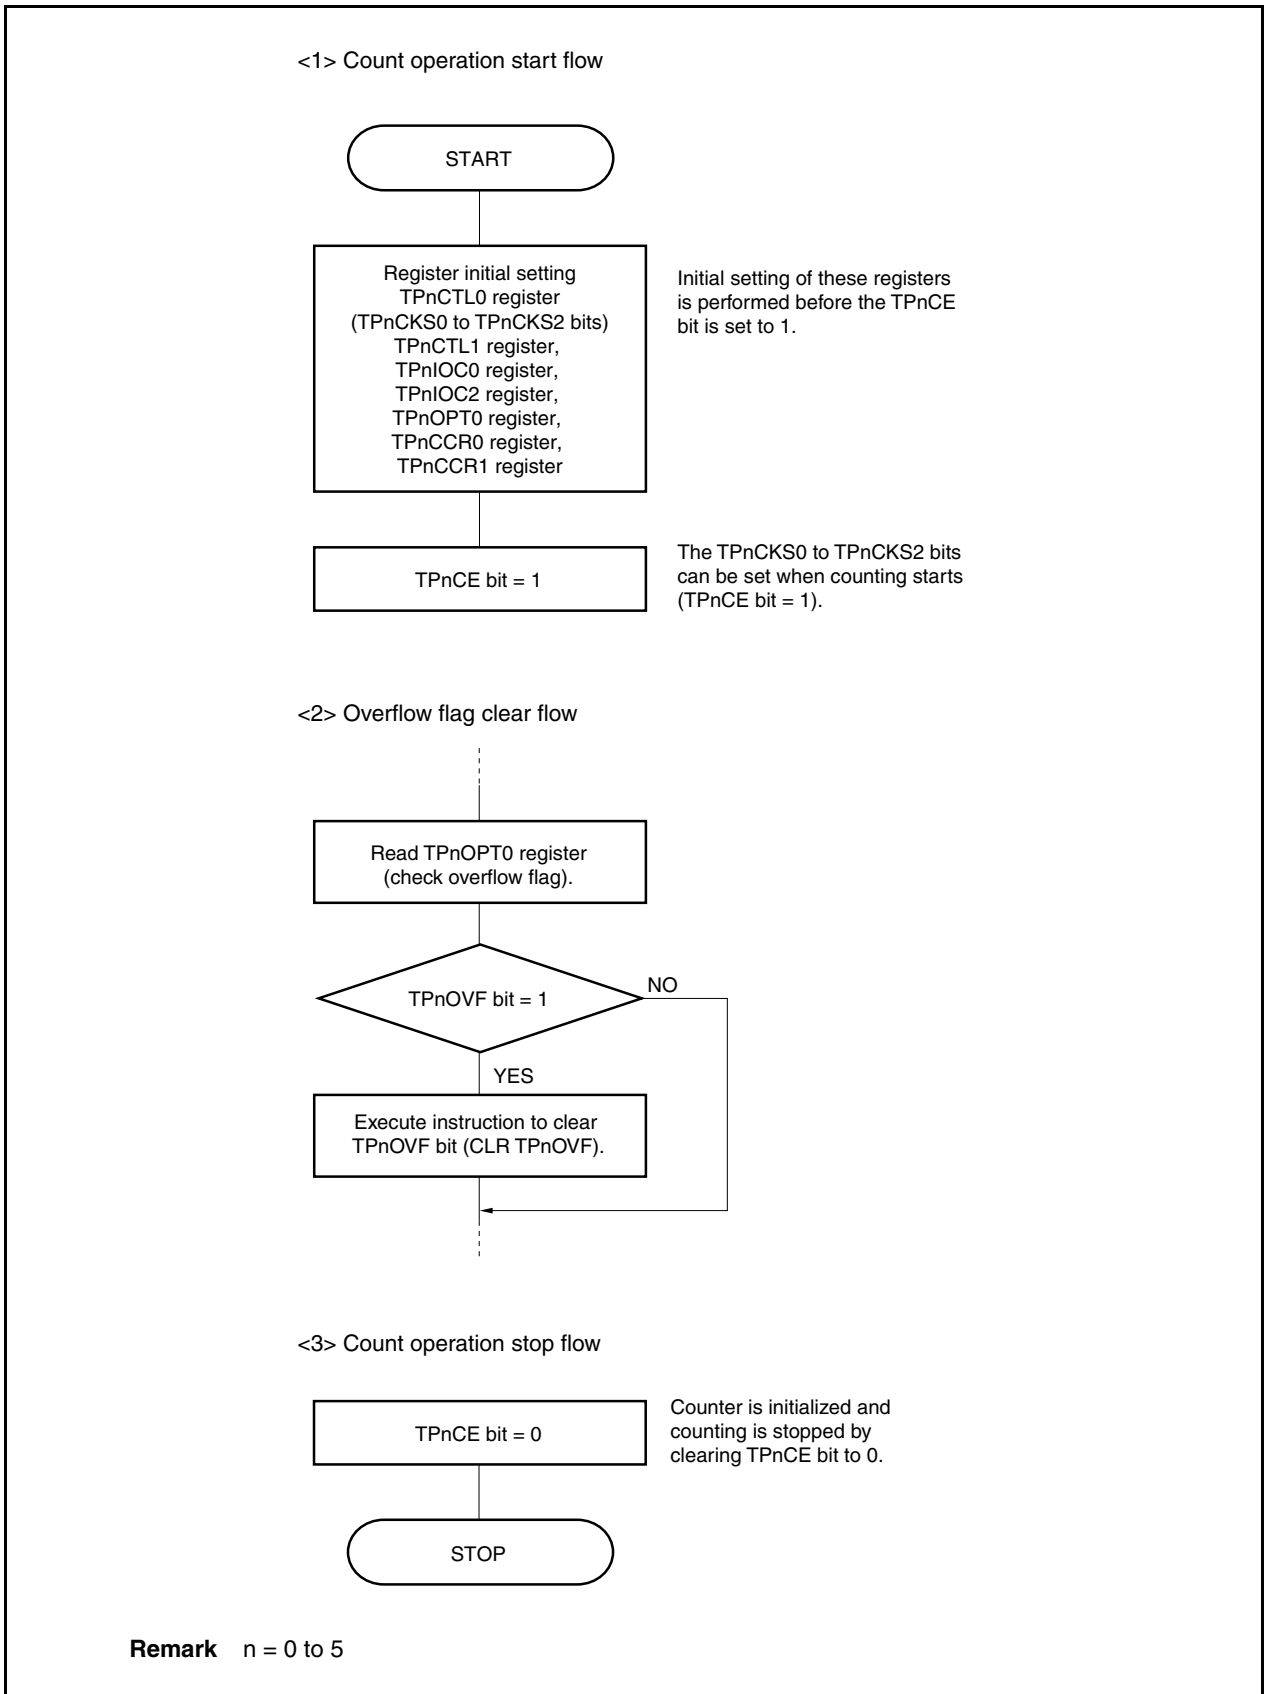 <1> Count operation start flow
START
Register initial setting
TPnCTL0 register
(TPnCKS0 to TPnCKS2 bits)
TPnCTL1 register,
TPnIOC0 register,
TPnIOC2 register,
TPnOPT0 register,
TPnCCR0 register,
TPnCCR1 register
Initial setting of these registers
is performed before the TPnCE
bit is set to 1.
TPnCE bit = 1
The TPnCKS0 to TPnCKS2 bits
can be set when counting starts
(TPnCE bit = 1).
<2> Overflow flag clear flow
Read TPnOPT0 register
(check overflow flag).
TPnOVF bit = 1
NO
YES
Execute instruction to clear
TPnOVF bit (CLR TPnOVF).
<3> Count operation stop flow
TPnCE bit = 0
Counter is initialized and
counting is stopped by
clearing TPnCE bit to 0.
STOP
Remark n = 0 to 5